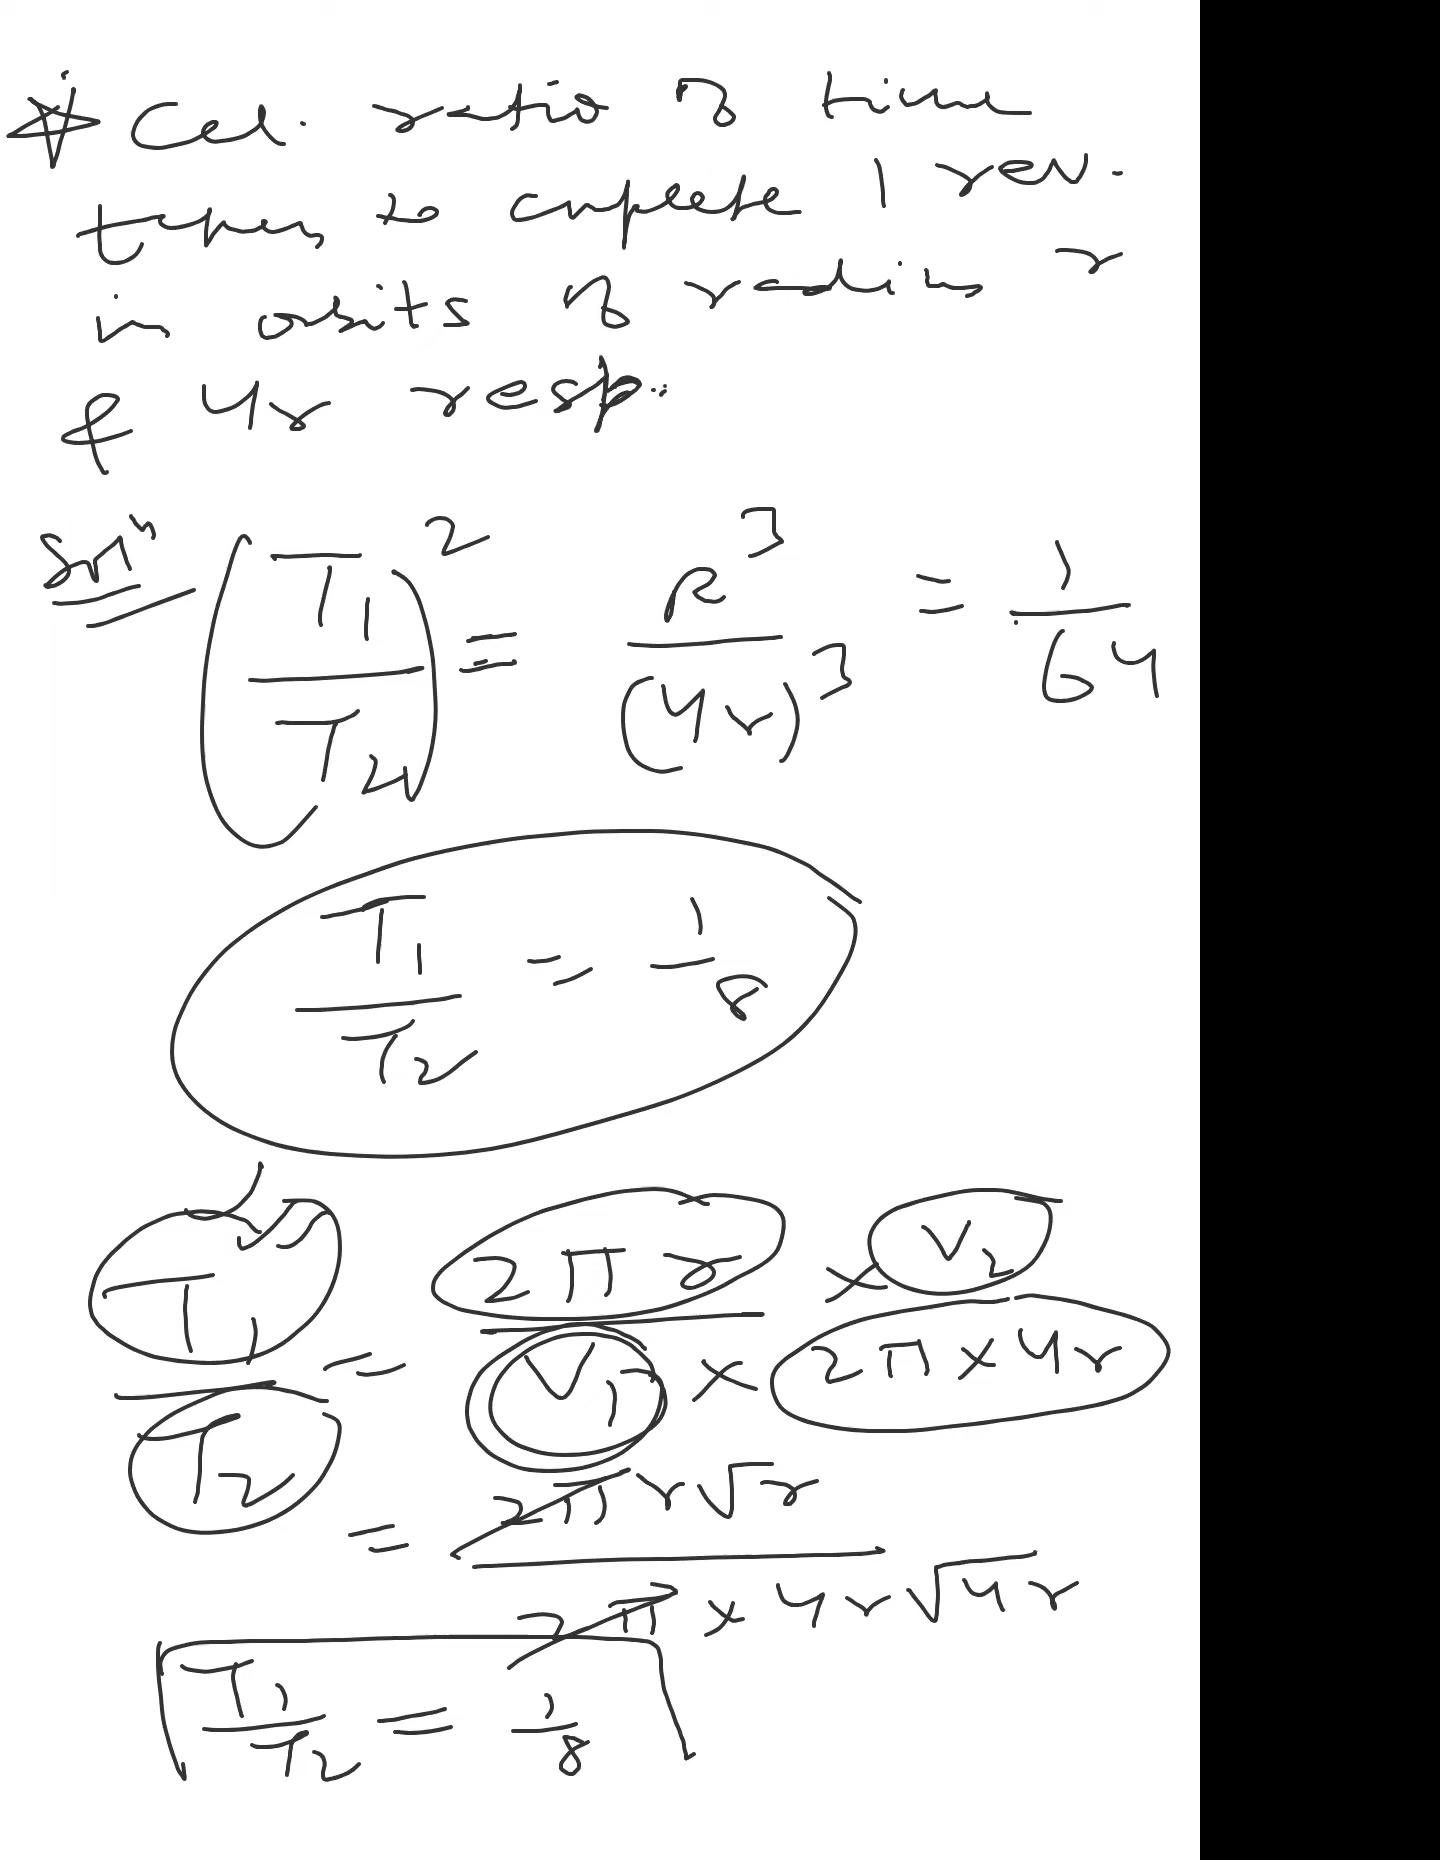 ☆ Cal. ratio of time
taken to complete 1 rev.
in orbits of radius r
& 4r resp.
Solⁿ (T₁/T₂)² = R³/(4r)³ = 1/64
T₁/T₂ = 1/8
T₁/T₂ = 2πr/V₁ × V₂/(2π×4r)
= 2πr√r / 2π×4r√4r
T₁/T₂ = 1/8